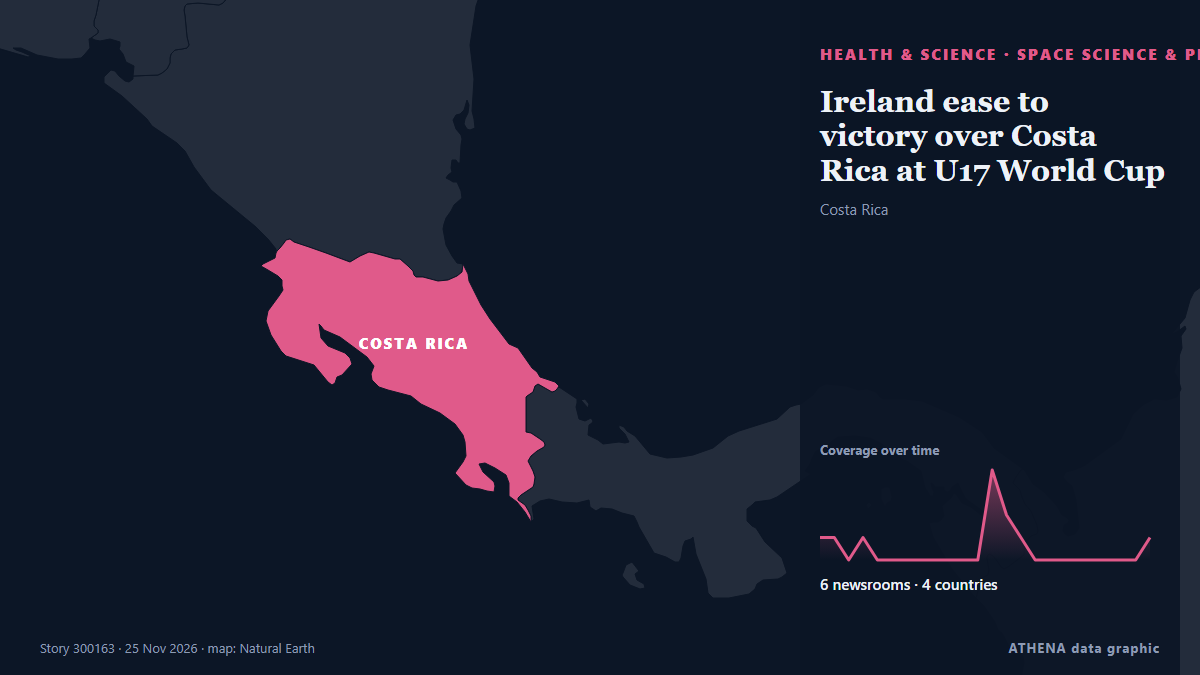 HEALTH & SCIENCE · SPACE SCIENCE &
Ireland ease to
victory over Costa
Rica at U17 World Cup
Costa Rica
COSTA RICA
Coverage over time
6 newsrooms · 4 countries
Story 300163 · 25 Nov 2026 · map: Natural Earth
ATHENA data graphic